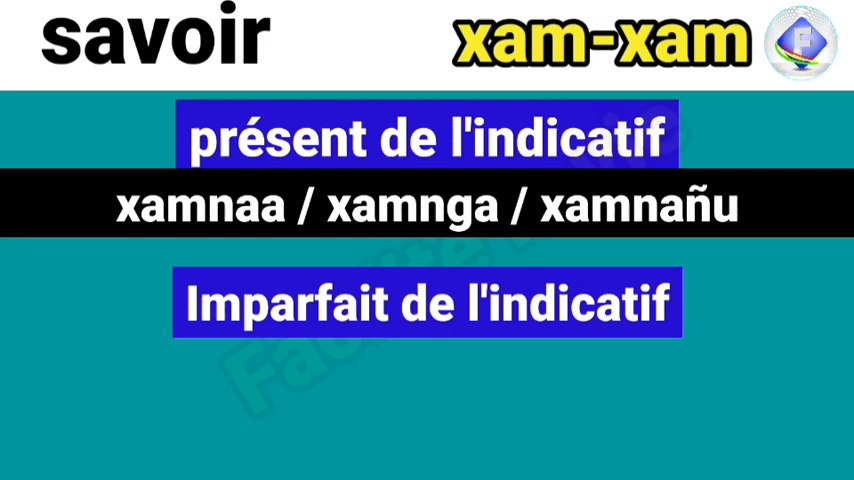 savoir xam-xam
F
présent de l'indicatif
xamnaa / xamnga / xamnañu
Imparfait de l'indicatif